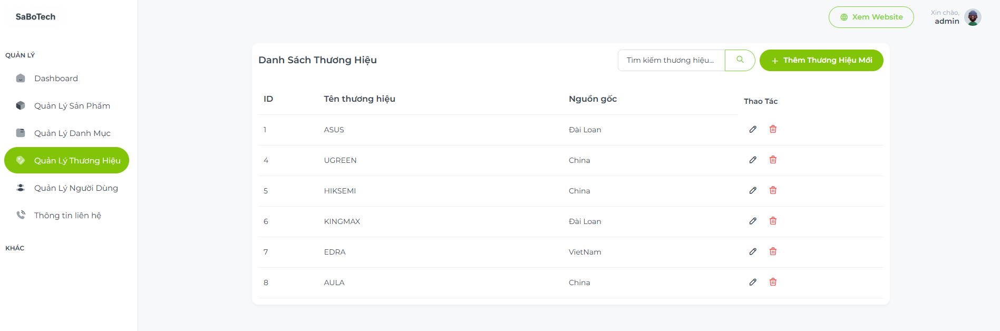 SaBoTech
Xem Website
Xin chào,
admin
QUẢN LÝ
Dashboard
Quản Lý Sản Phẩm
Quản Lý Danh Mục
Quản Lý Thương Hiệu
Quản Lý Người Dùng
Thông tin liên hệ
KHÁC
Danh Sách Thương Hiệu
Tìm kiếm thương hiệu...
+ Thêm Thương Hiệu Mới
ID Tên thương hiệu Nguồn gốc Thao Tác
1 ASUS Đài Loan
4 UGREEN China
5 HIKSEMI China
6 KINGMAX Đài Loan
7 EDRA VietNam
8 AULA China